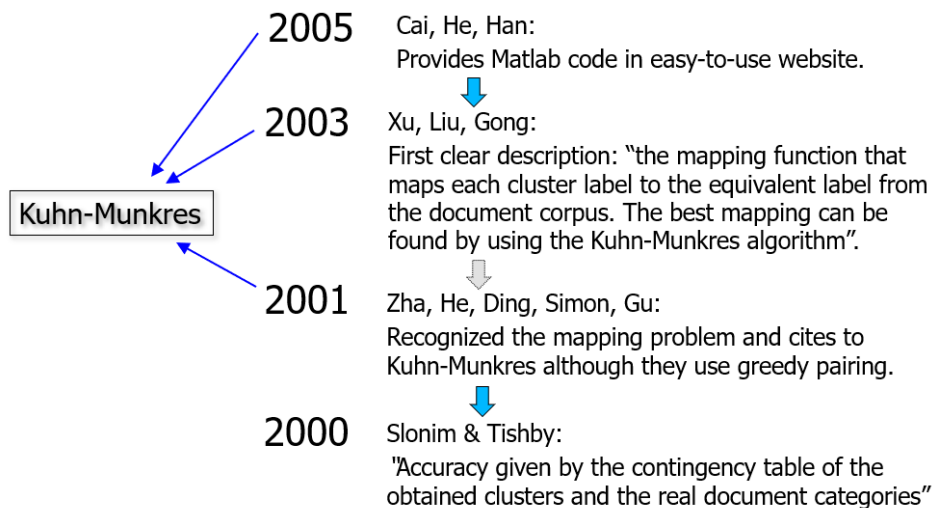 2005
Cai, He, Han:
Provides Matlab code in easy-to-use website.
2003
Xu, Liu, Gong:
First clear description: “the mapping function that
maps each cluster label to the equivalent label from
the document corpus. The best mapping can be
found by using the Kuhn-Munkres algorithm”.
Kuhn-Munkres
2001
Zha, He, Ding, Simon, Gu:
Recognized the mapping problem and cites to
Kuhn-Munkres although they use greedy pairing.
2000
Slonim & Tishby:
“Accuracy given by the contingency table of the
obtained clusters and the real document categories”